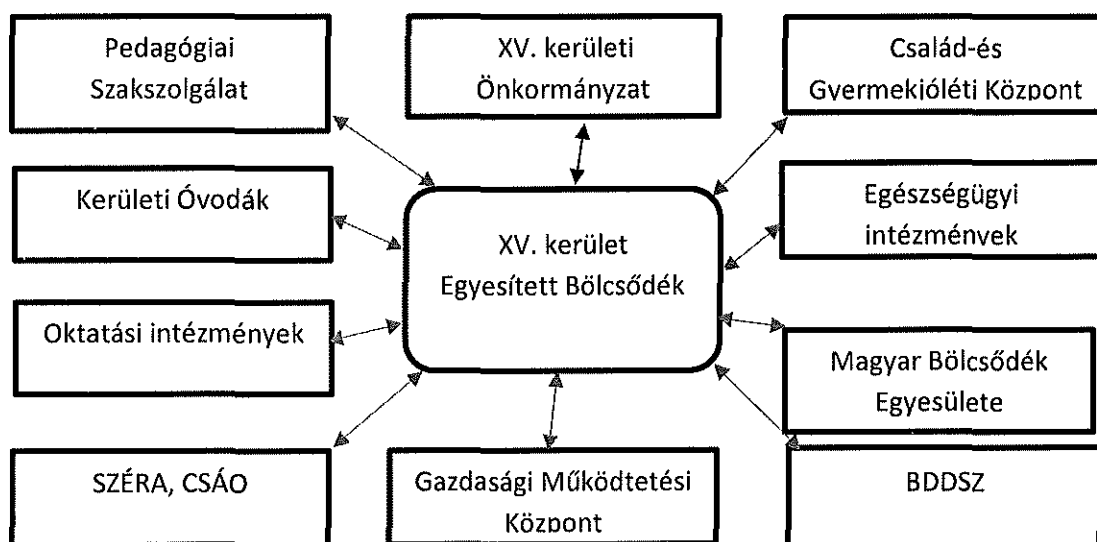 Pedagógiai
Szakszolgálat
XV. kerületi
Önkormányzat
Család-és
Gyermekjóléti Központ
Kerületi Óvodák
XV. kerület
Egyesített Bölcsődék
Egészségügyi
intézmények
Oktatási intézmények
Magyar Bölcsődék
Egyesülete
SZÉRA, CSÁO
Gazdasági Működtetési
Központ
BDDSZ